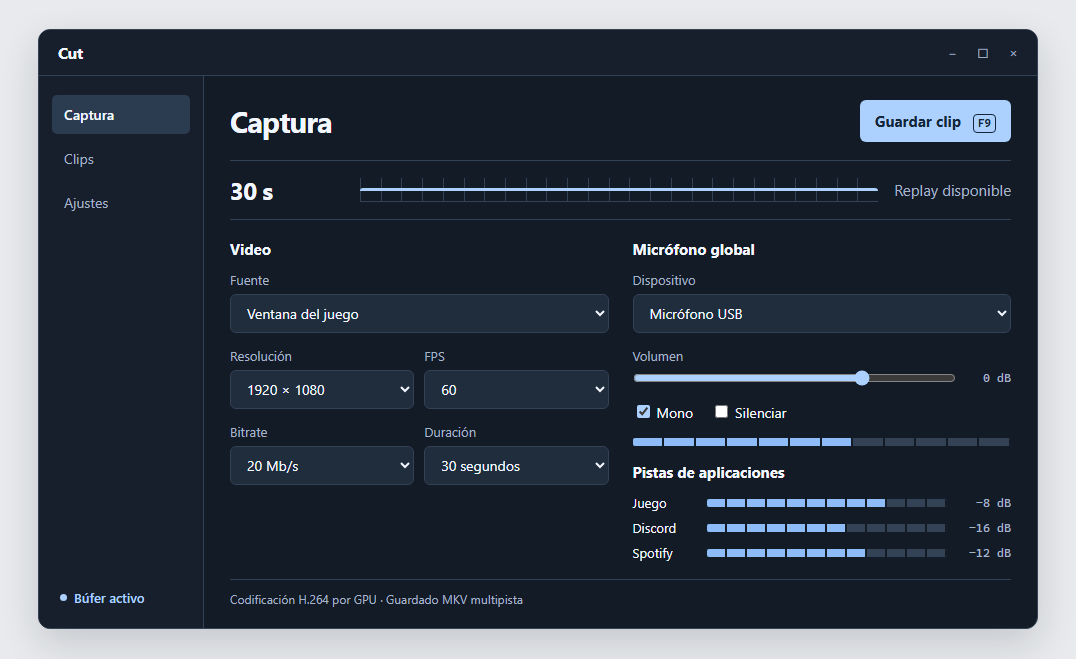 Cut
Captura
Clips
Ajustes
Búfer activo
Captura
Guardar clip F9
30 s
Replay disponible
Video
Fuente
Ventana del juego
Resolución
FPS
1920 × 1080
60
Bitrate
Duración
20 Mb/s
30 segundos
Micrófono global
Dispositivo
Micrófono USB
Volumen
0 dB
Mono
Silenciar
Pistas de aplicaciones
Juego −8 dB
Discord −16 dB
Spotify −12 dB
Codificación H.264 por GPU · Guardado MKV multipista